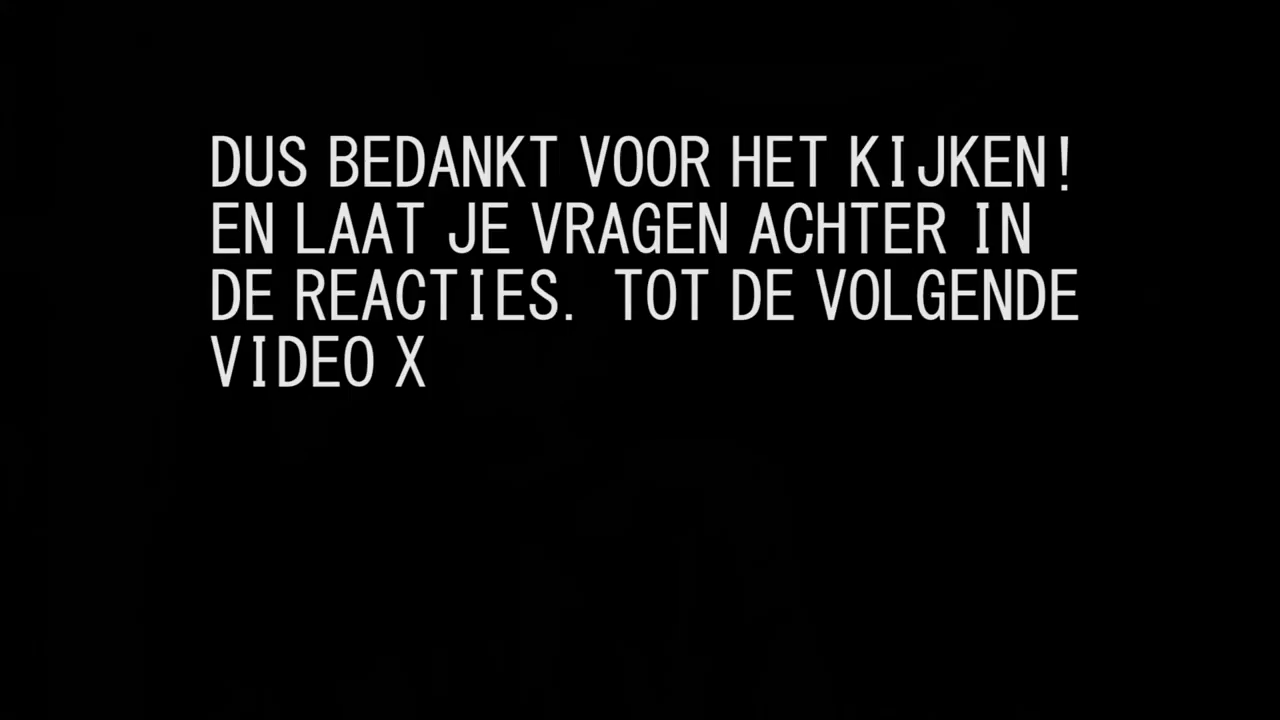 DUS BEDANKT VOOR HET KIJKEN!
EN LAAT JE VRAGEN ACHTER IN
DE REACTIES. TOT DE VOLGENDE
VIDEO X